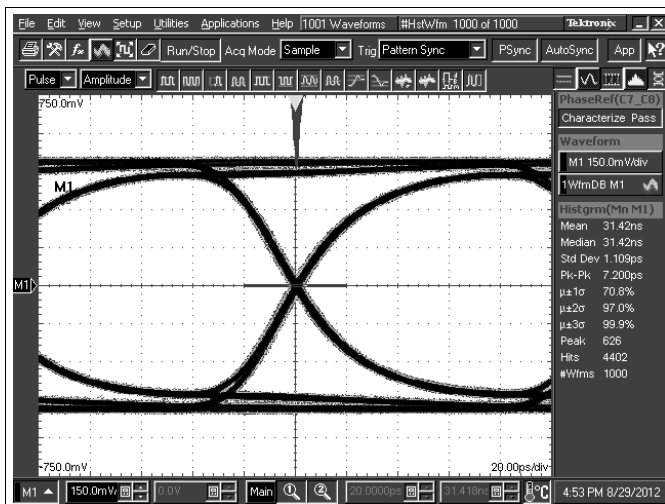 File Edit View Setup Utilities Applications Help 1001 Waveforms #HstWfm 1000 of 1000 Tektronix
Run/Stop Acq Mode Sample Trig Pattern Sync PSync AutoSync App
Pulse Amplitude
750.0mV
PhaseRef(C7_C8)
Characterize Pass
Waveform
M1 150.0mV/div
1WfmDB M1
Histgrm(Mn M1)
Mean 31.42ns
Median 31.42ns
Std Dev 1.109ps
Pk-Pk 7.200ps
µ±1σ 70.8%
µ±2σ 97.0%
µ±3σ 99.9%
Peak 626
Hits 4402
#Wfms 1000
M1
M1
-750.0mV 20.00ps/div
M1 150.0mV/ 0.0V Main 1 2 20.0000ps 31.418ns °C 4:53 PM 8/29/2012